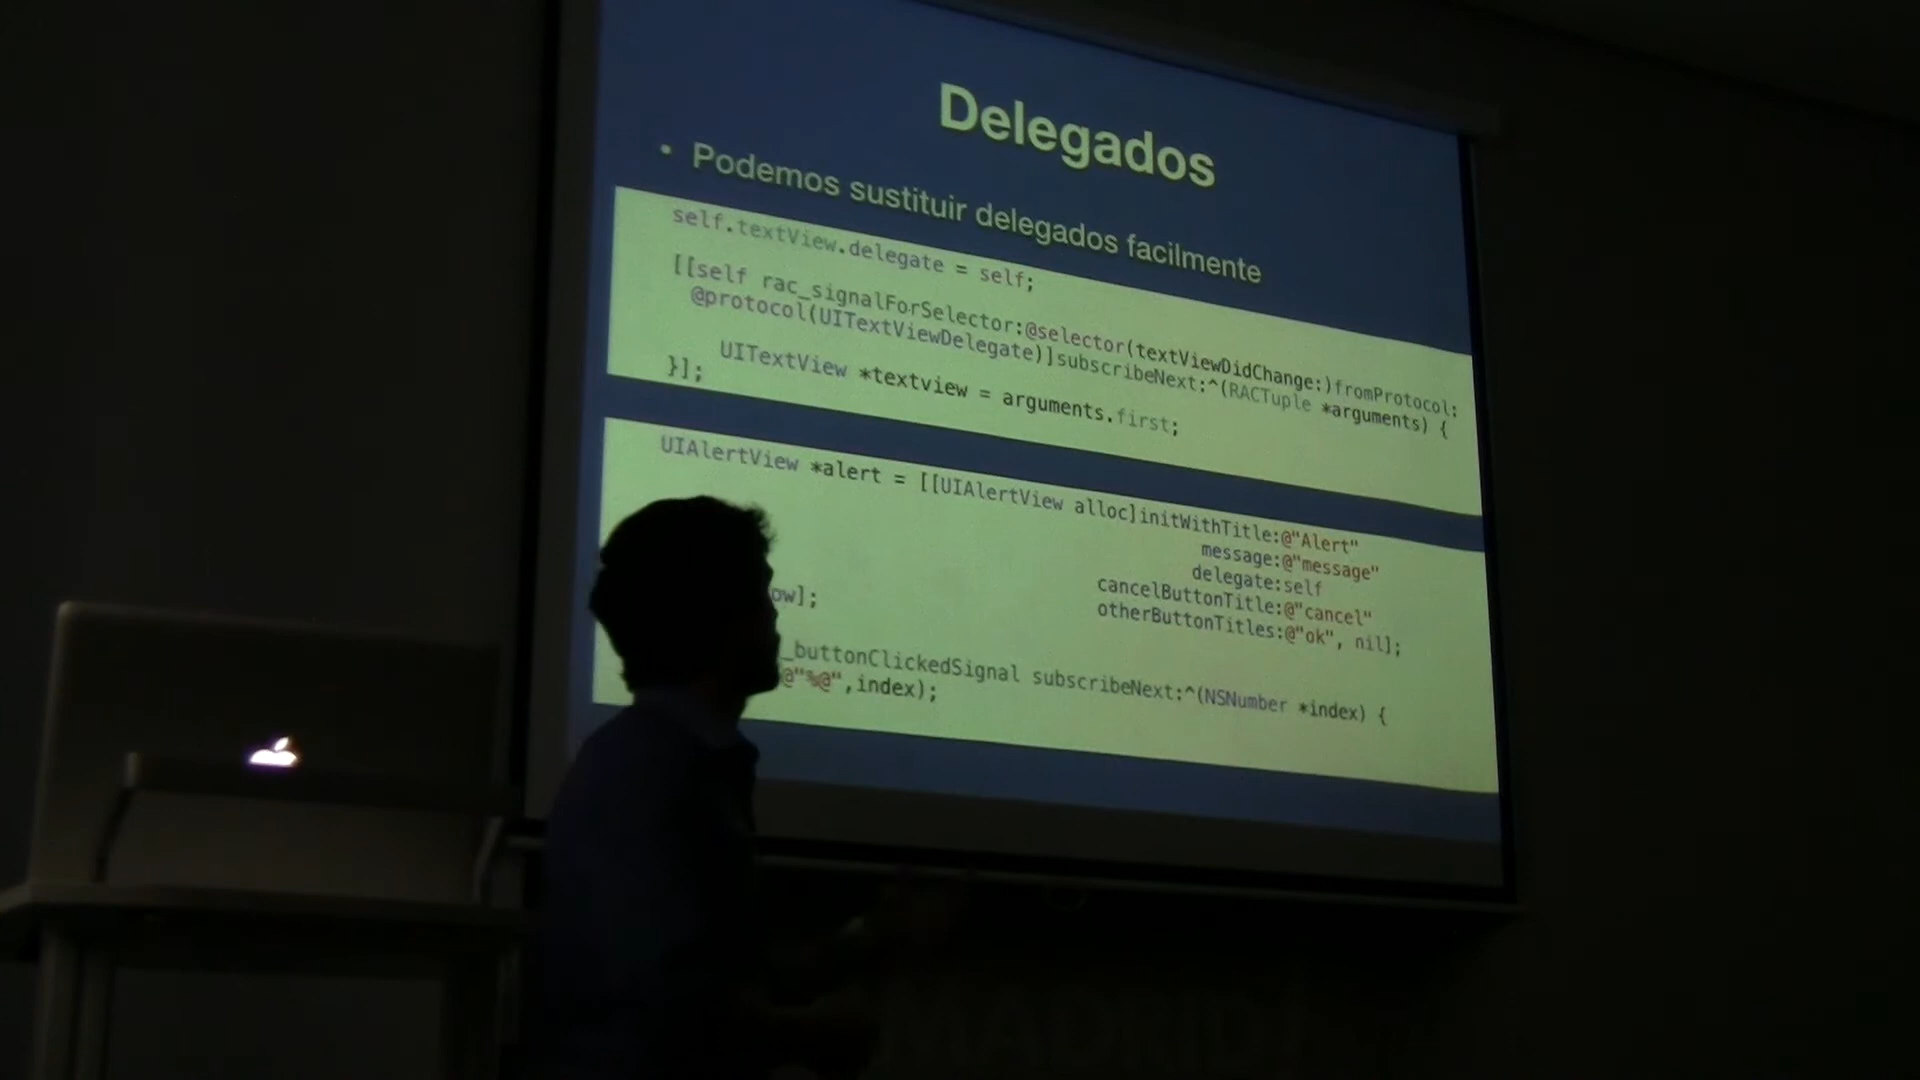 Delegados
• Podemos sustituir delegados facilmente
self.textView.delegate = self;
[[self rac_signalForSelector:@selector(textViewDidChange:)fromProtocol:
@protocol(UITextViewDelegate)]subscribeNext:^(RACTuple *arguments) {
UITextView *textview = arguments.first;
}];
UIAlertView *alert = [[UIAlertView alloc]initWithTitle:@"Alert"
message:@"message"
delegate:self
cancelButtonTitle:@"cancel"
otherButtonTitles:@"ok", nil];
ow];
_buttonClickedSignal subscribeNext:^(NSNumber *index) {
@"%@",index);